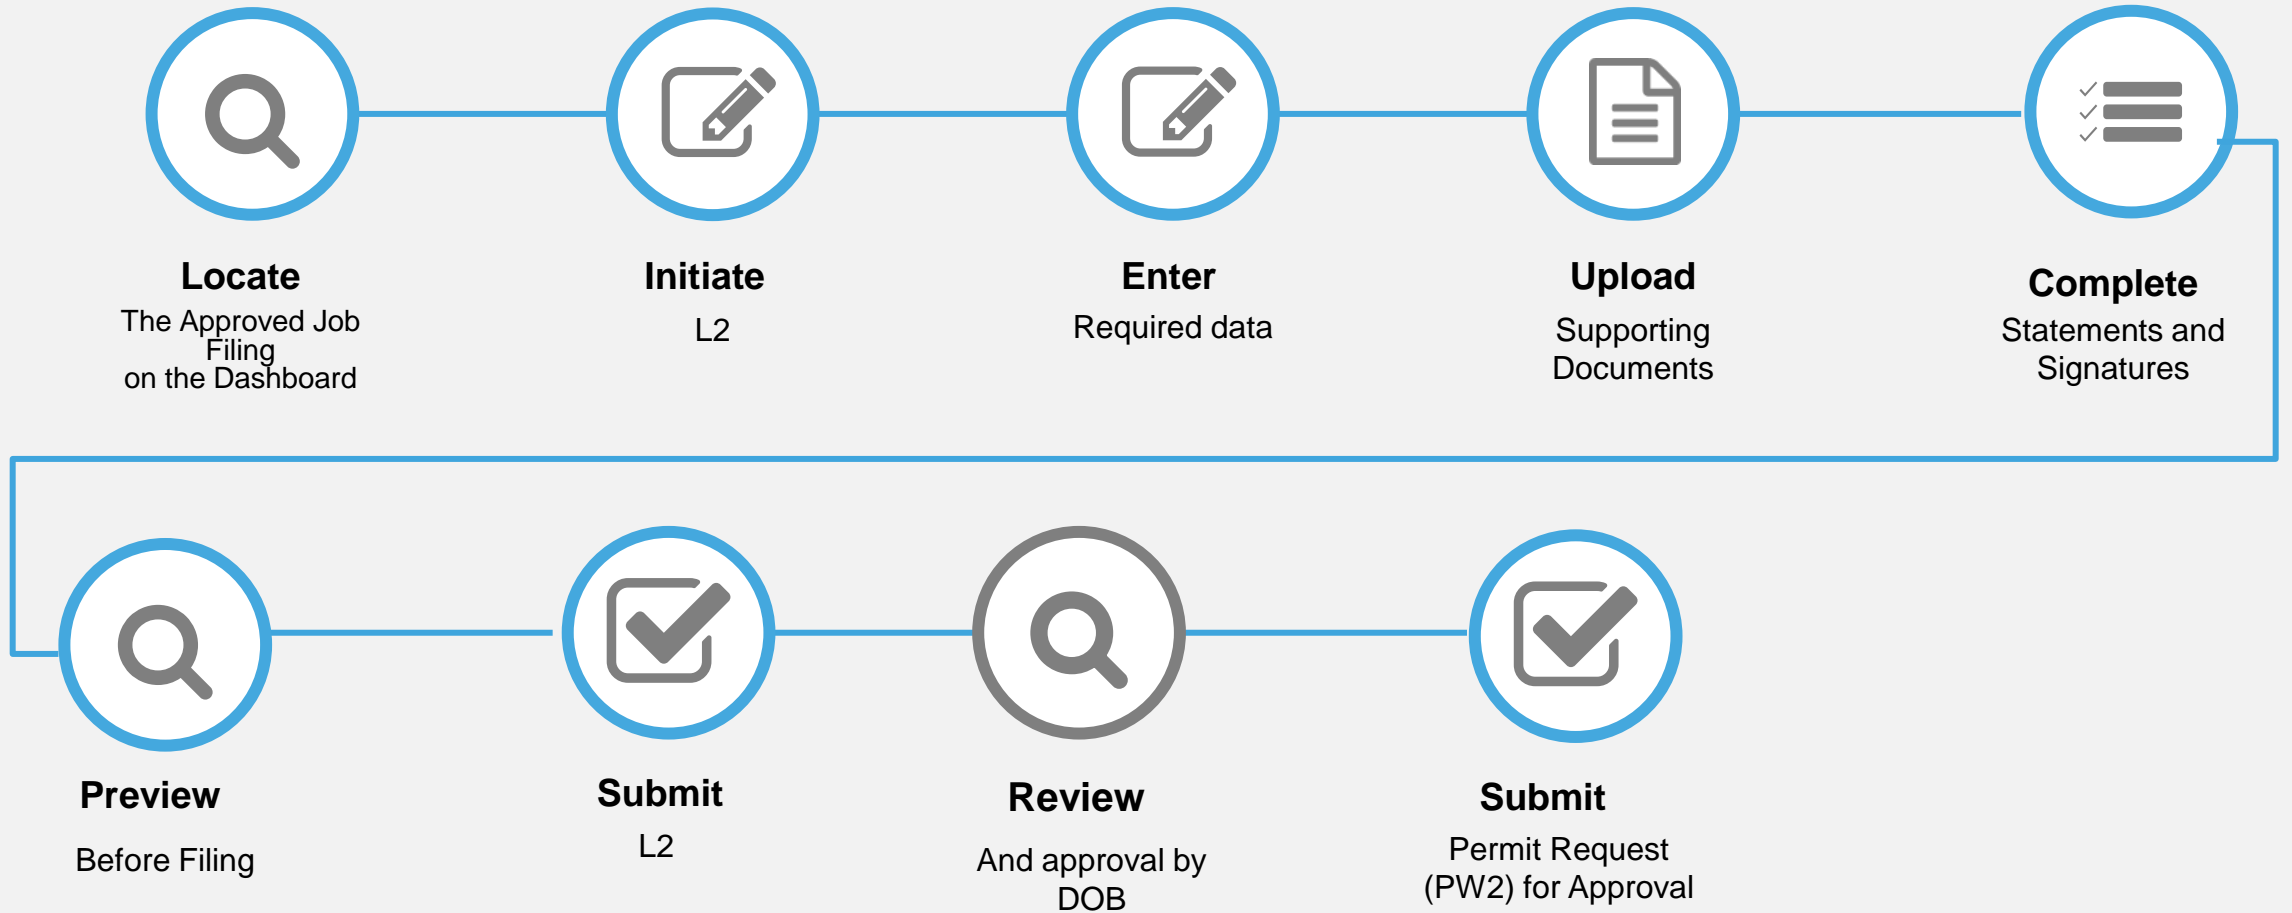 Locate
The Approved Job
Filing
on the Dashboard
Initiate
L2
Enter
Required data
Upload
Supporting
Documents
Complete
Statements and
Signatures
Preview
Before Filing
Submit
L2
Review
And approval by
DOB
Submit
Permit Request
(PW2) for Approval